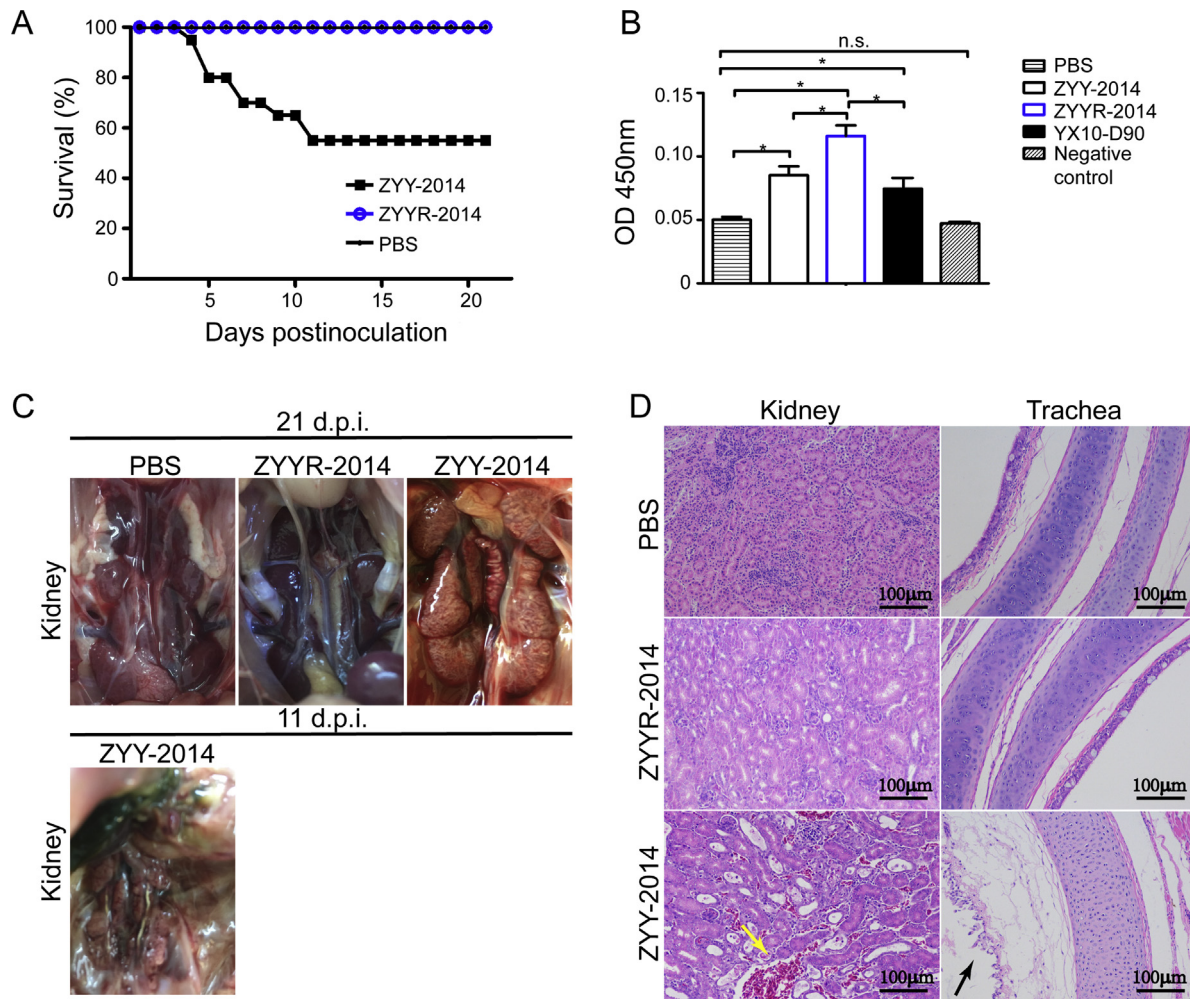 A
100
80
60
40
20
0
Survival (%)
5
10
15
20
Days postinoculation
ZYY-2014
ZYYR-2014
PBS
B
n.s.
*
*
*
*
*
0.15
0.10
0.05
0
OD 450nm
PBS
ZYY-2014
ZYYR-2014
YX10-D90
Negative
control
C
21 d.p.i.
PBS
ZYYR-2014
ZYY-2014
Kidney
11 d.p.i.
ZYY-2014
Kidney
D
Kidney
Trachea
PBS
100μm
100μm
ZYYR-2014
100μm
100μm
ZYY-2014
100μm
100μm